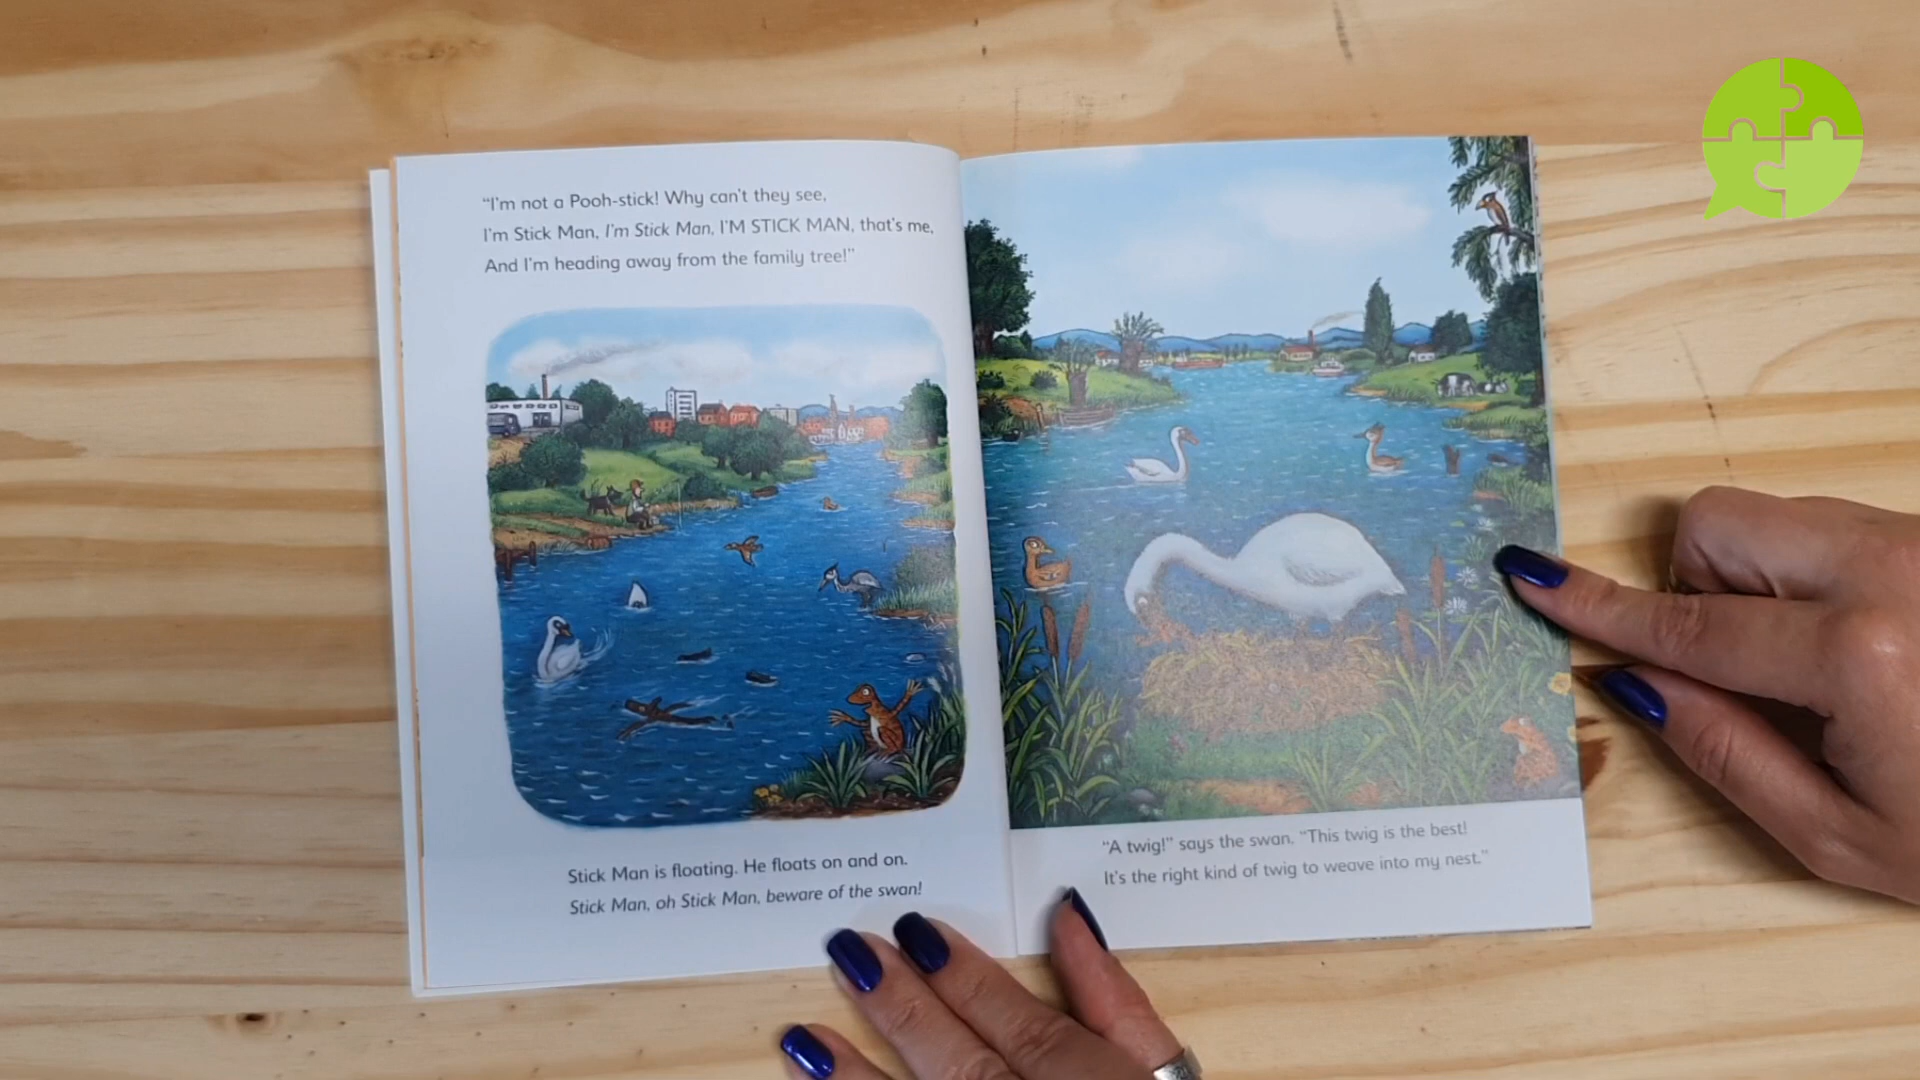 “I’m not a Pooh-stick! Why can’t they see,
I’m Stick Man, I’m Stick Man, I’M STICK MAN, that’s me,
And I’m heading away from the family tree!”
Stick Man is floating. He floats on and on.
Stick Man, oh Stick Man, beware of the swan!
“A twig!” says the swan. “This twig is the best!
It’s the right kind of twig to weave into my nest.”